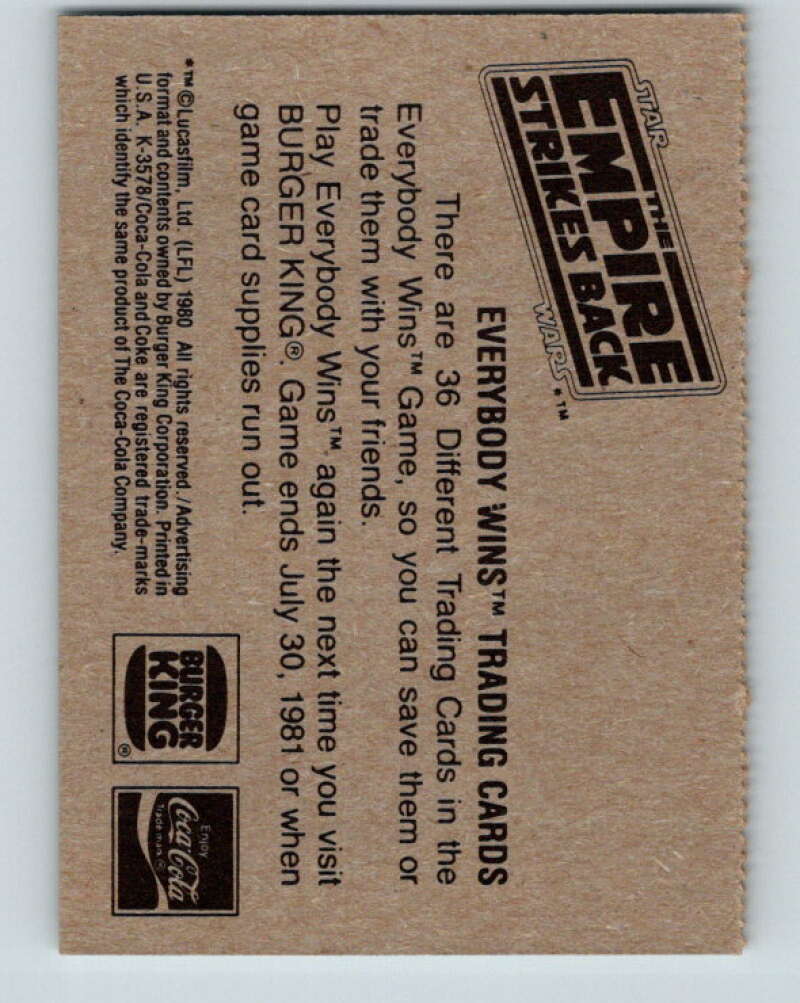 STAR
THE
EMPIRE
STRIKES BACK
WARS *™
EVERYBODY WINS™ TRADING CARDS
There are 36 Different Trading Cards in the
Everybody Wins™ Game, so you can save them or
trade them with your friends.
Play Everybody Wins™ again the next time you visit
BURGER KING®. Game ends July 30, 1981 or when
game card supplies run out.
*™ ©Lucasfilm, Ltd. (LFL) 1980 All rights reserved./Advertising
format and contents owned by Burger King Corporation. Printed in
U.S.A. K-3578/Coca-Cola and Coke are registered trade-marks
which identify the same product of The Coca-Cola Company.
BURGER
KING
®
Enjoy
Coca-Cola
Trade mark ®